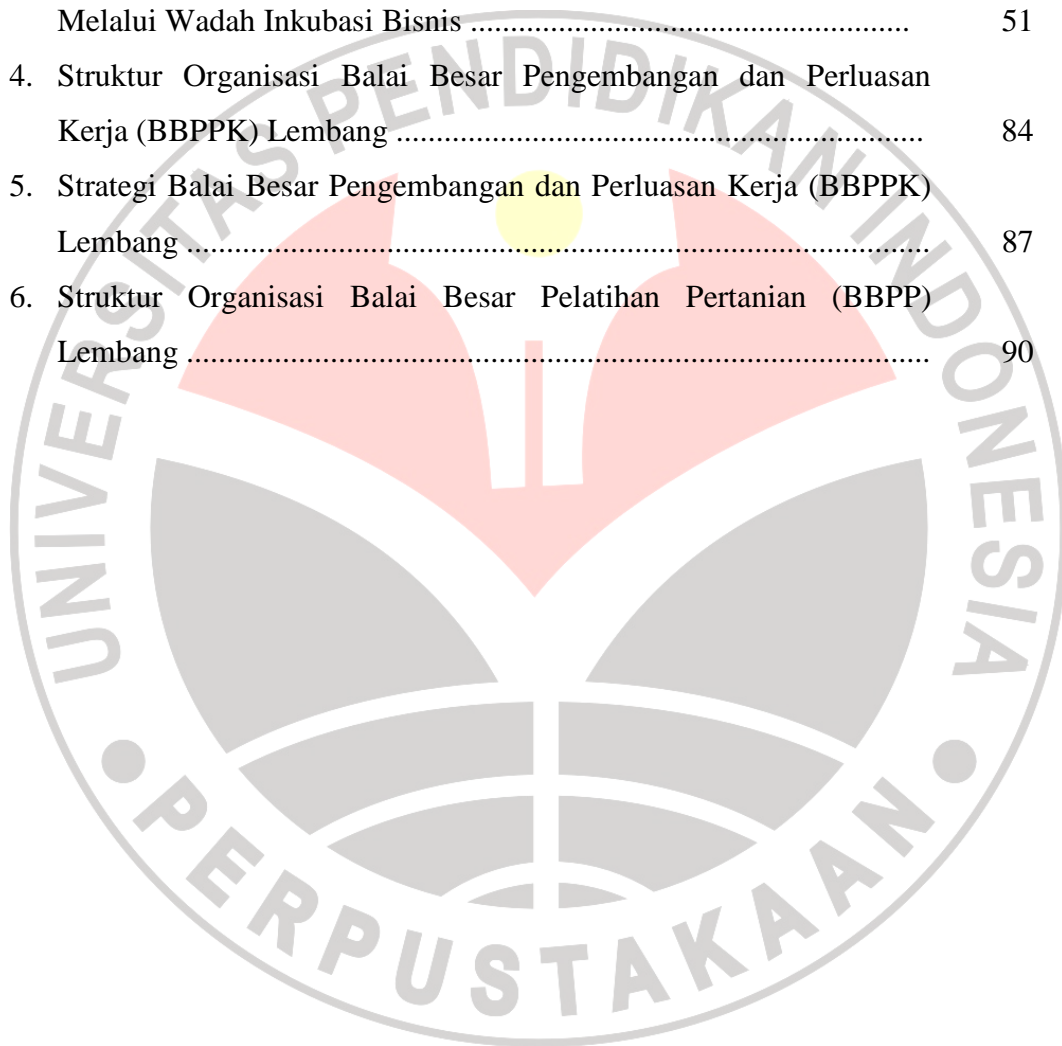 Melalui Wadah Inkubasi Bisnis ........................................................ 51
4. Struktur Organisasi Balai Besar Pengembangan dan Perluasan
Kerja (BBPPK) Lembang ................................................................... 84
5. Strategi Balai Besar Pengembangan dan Perluasan Kerja (BBPPK)
Lembang .............................................................................................. 87
6. Struktur Organisasi Balai Besar Pelatihan Pertanian (BBPP)
Lembang .............................................................................................. 90
UNIVERSITAS PENDIDIKAN INDONESIA
PERPUSTAKAAN